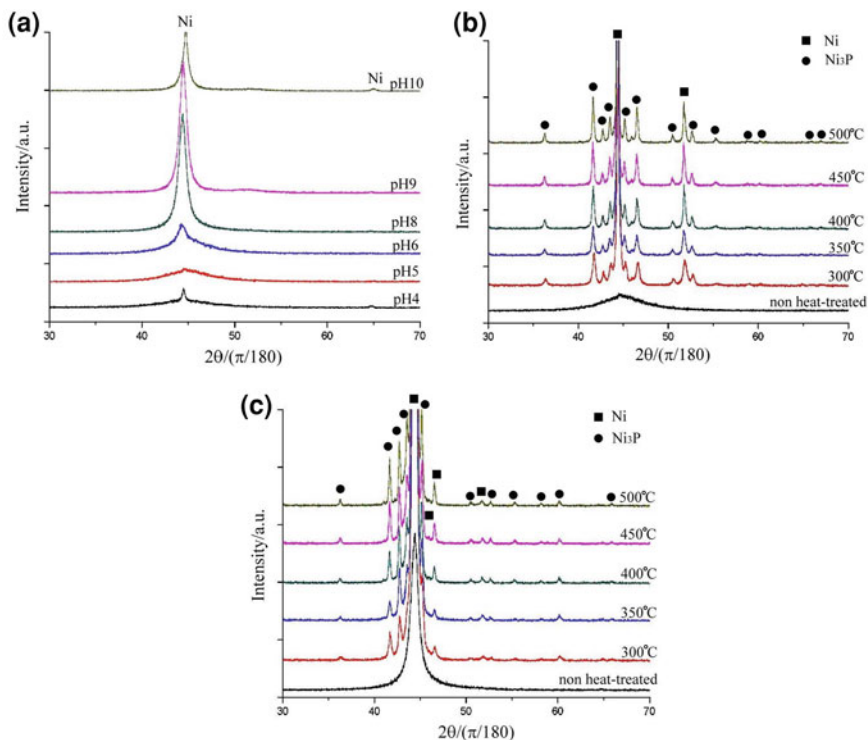 (a)
Ni
Ni
pH10
pH9
pH8
pH6
pH5
pH4
Intensity/a.u.
30 40 50 60 70
2θ/(π/180)
(b)
Ni
Ni₃P
500°C
450°C
400°C
350°C
300°C
non heat-treated
Intensity/a.u.
30 40 50 60 70
2θ/(π/180)
(c)
Ni
Ni₃P
500°C
450°C
400°C
350°C
300°C
non heat-treated
Intensity/a.u.
30 40 50 60 70
2θ/(π/180)